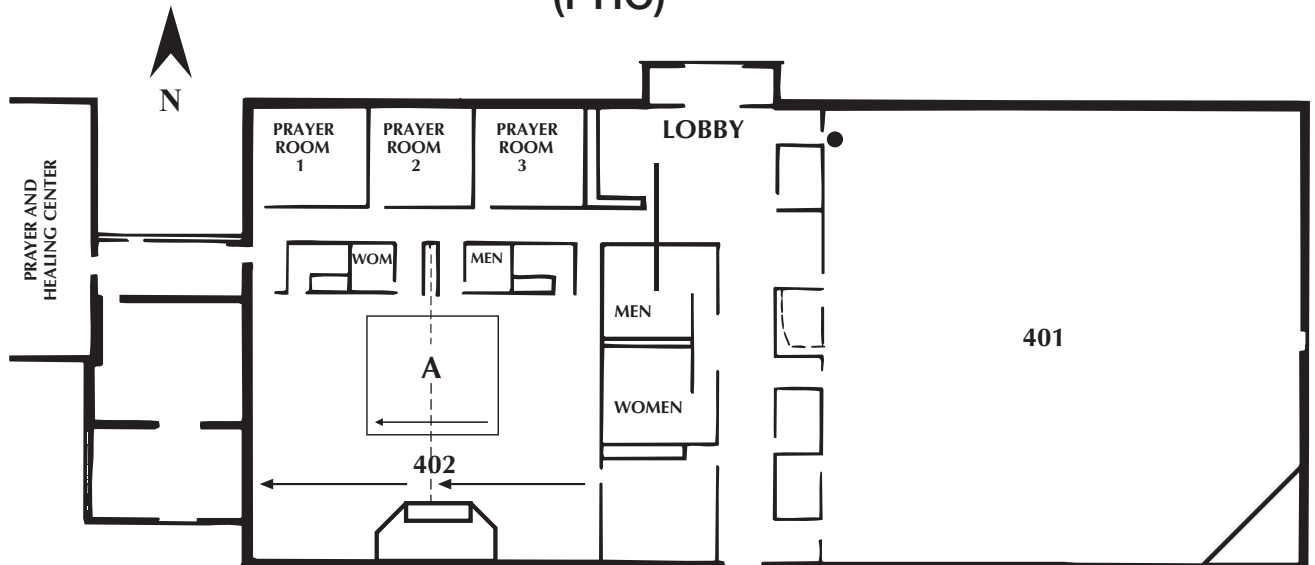 N
PRAYER
ROOM
1
PRAYER
ROOM
2
PRAYER
ROOM
3
LOBBY
PRAYER AND
HEALING CENTER
WOM
MEN
MEN
401
A
WOMEN
402